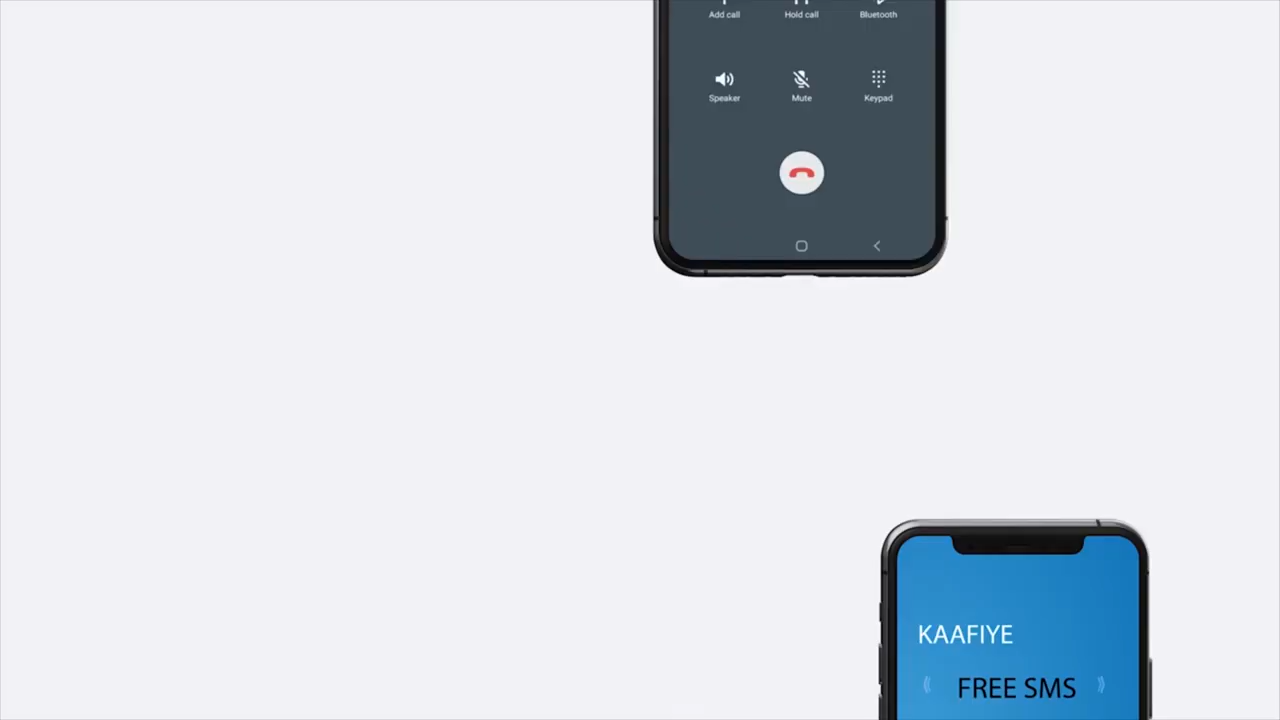 Add call Hold call Bluetooth
Speaker Mute Keypad
KAAFIYE
FREE SMS